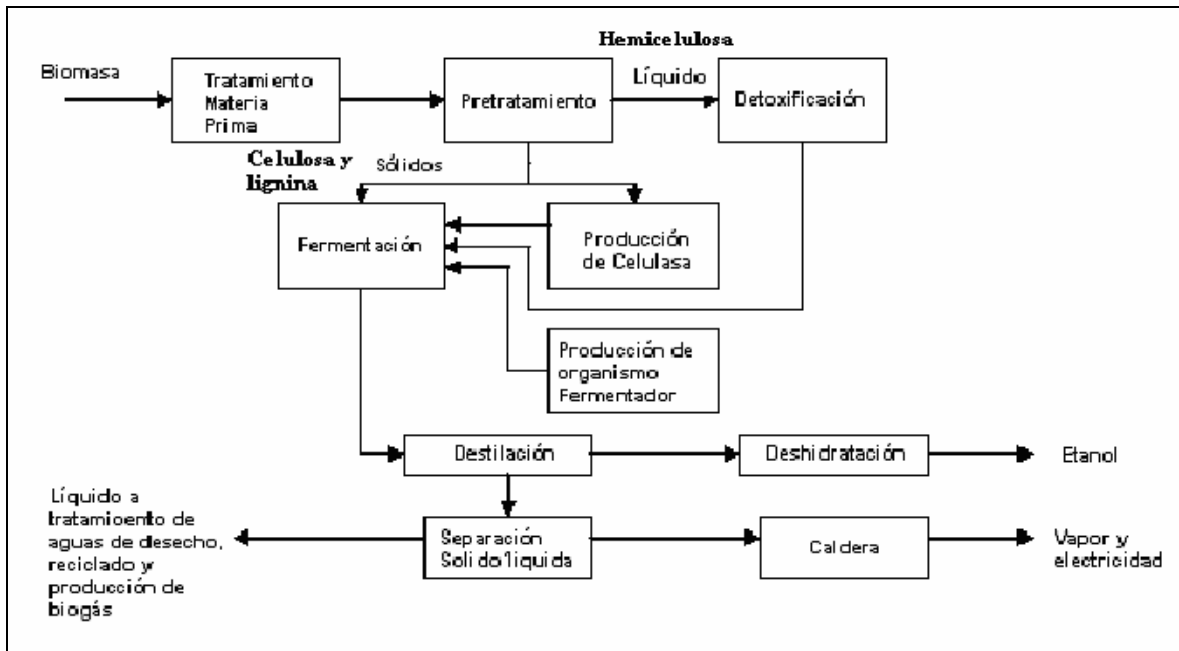 Hemicelulosa
Biomasa
Tratamiento
Materia
Prima
Pretratamiento
Líquido
Detoxificación
Celulosa y
lignina
Sólidos
Fermentación
Producción
de Celulasa
Producción de
organismo
Fermentador
Destilación
Deshidratación
Etanol
Líquido a
tratamioento de
aguas de desecho,
reciclado y
producción de
biogás
Separación
Solido/liquida
Caldera
Vapor y
electricidad